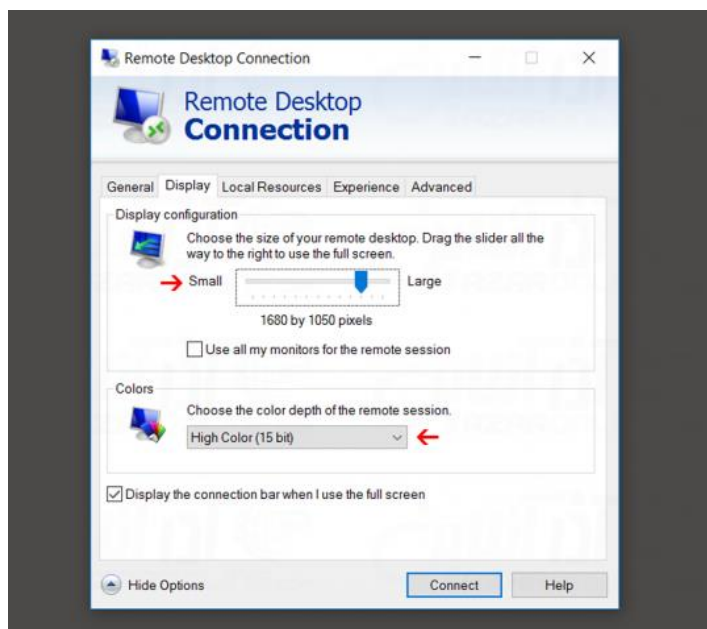 Remote Desktop Connection
Remote Desktop
Connection
General Display Local Resources Experience Advanced
Display configuration
Choose the size of your remote desktop. Drag the slider all the
way to the right to use the full screen.
Small Large
1680 by 1050 pixels
Use all my monitors for the remote session
Colors
Choose the color depth of the remote session.
High Color (15 bit)
Display the connection bar when I use the full screen
Hide Options Connect Help